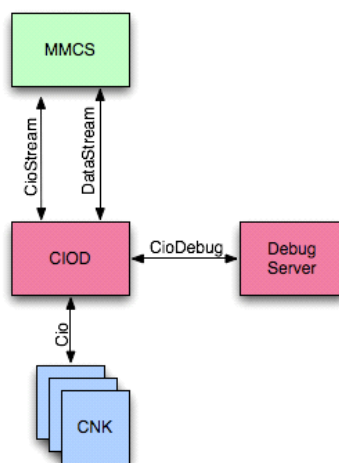 MMCS
CioStream
DataStream
CIOD
CioDebug
Debug
Server
Cio
CNK